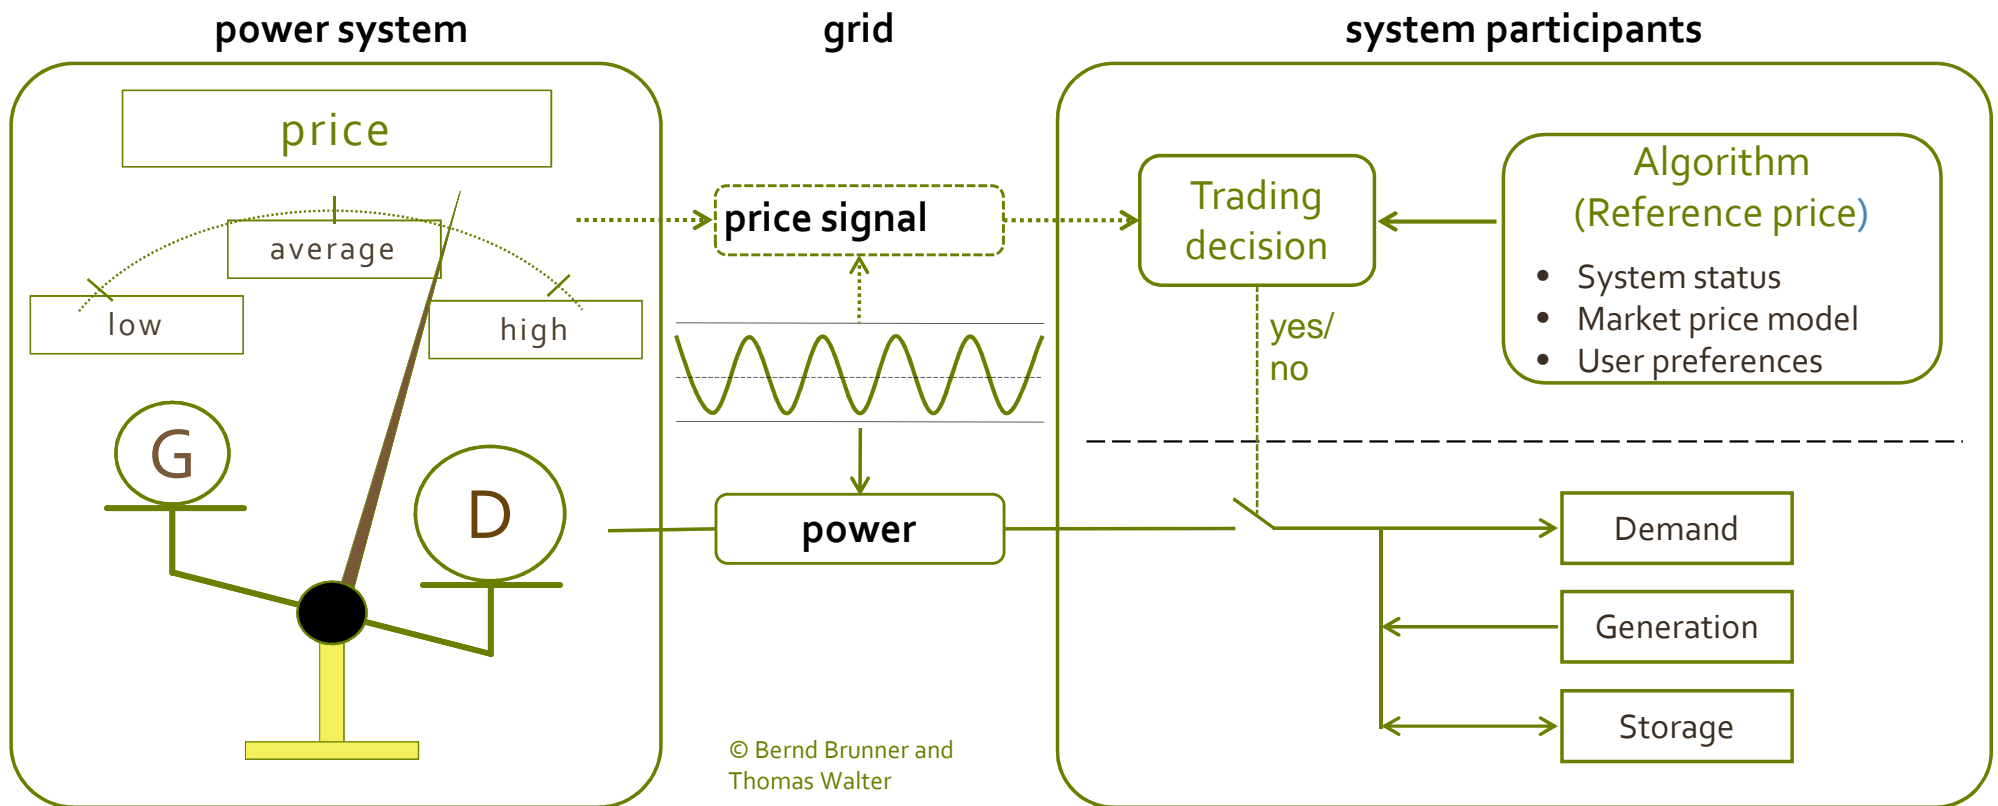 power system
grid
system participants
price
average
low
high
G
D
price signal
power
© Bernd Brunner and
Thomas Walter
Trading
decision
yes/
no
Algorithm
(Reference price)
• System status
• Market price model
• User preferences
Demand
Generation
Storage